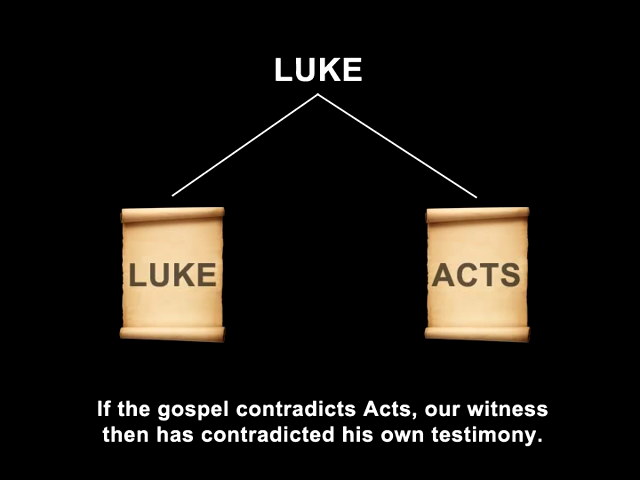 LUKE
LUKE
ACTS
If the gospel contradicts Acts, our witness
then has contradicted his own testimony.